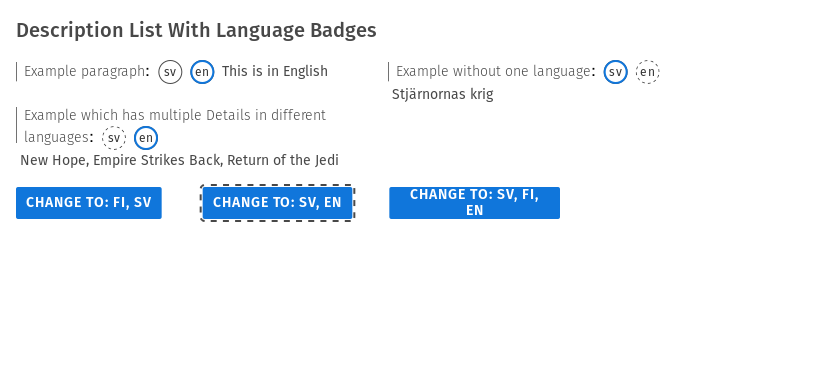 Description List With Language Badges
Example paragraph: sv en This is in English
Example without one language: sv en
Stjärnornas krig
Example which has multiple Details in different
languages: sv en
New Hope, Empire Strikes Back, Return of the Jedi
CHANGE TO: FI, SV
CHANGE TO: SV, EN
CHANGE TO: SV, FI,
EN